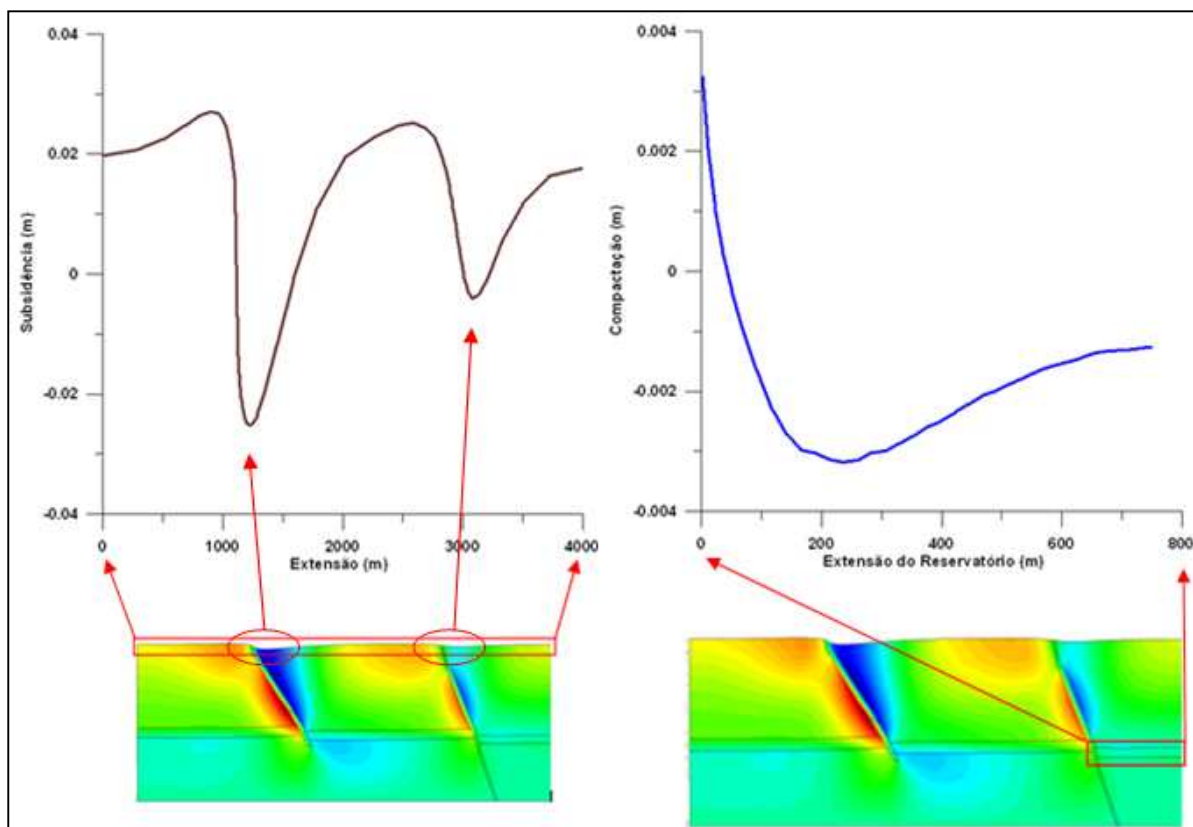 0.04
0.02
0
-0.02
-0.04
Subsidência (m)
0 1000 2000 3000 4000
Extensão (m)
0.004
0.002
0
-0.002
-0.004
Compactação (m)
0 200 400 600 800
Extensão do Reservatório (m)